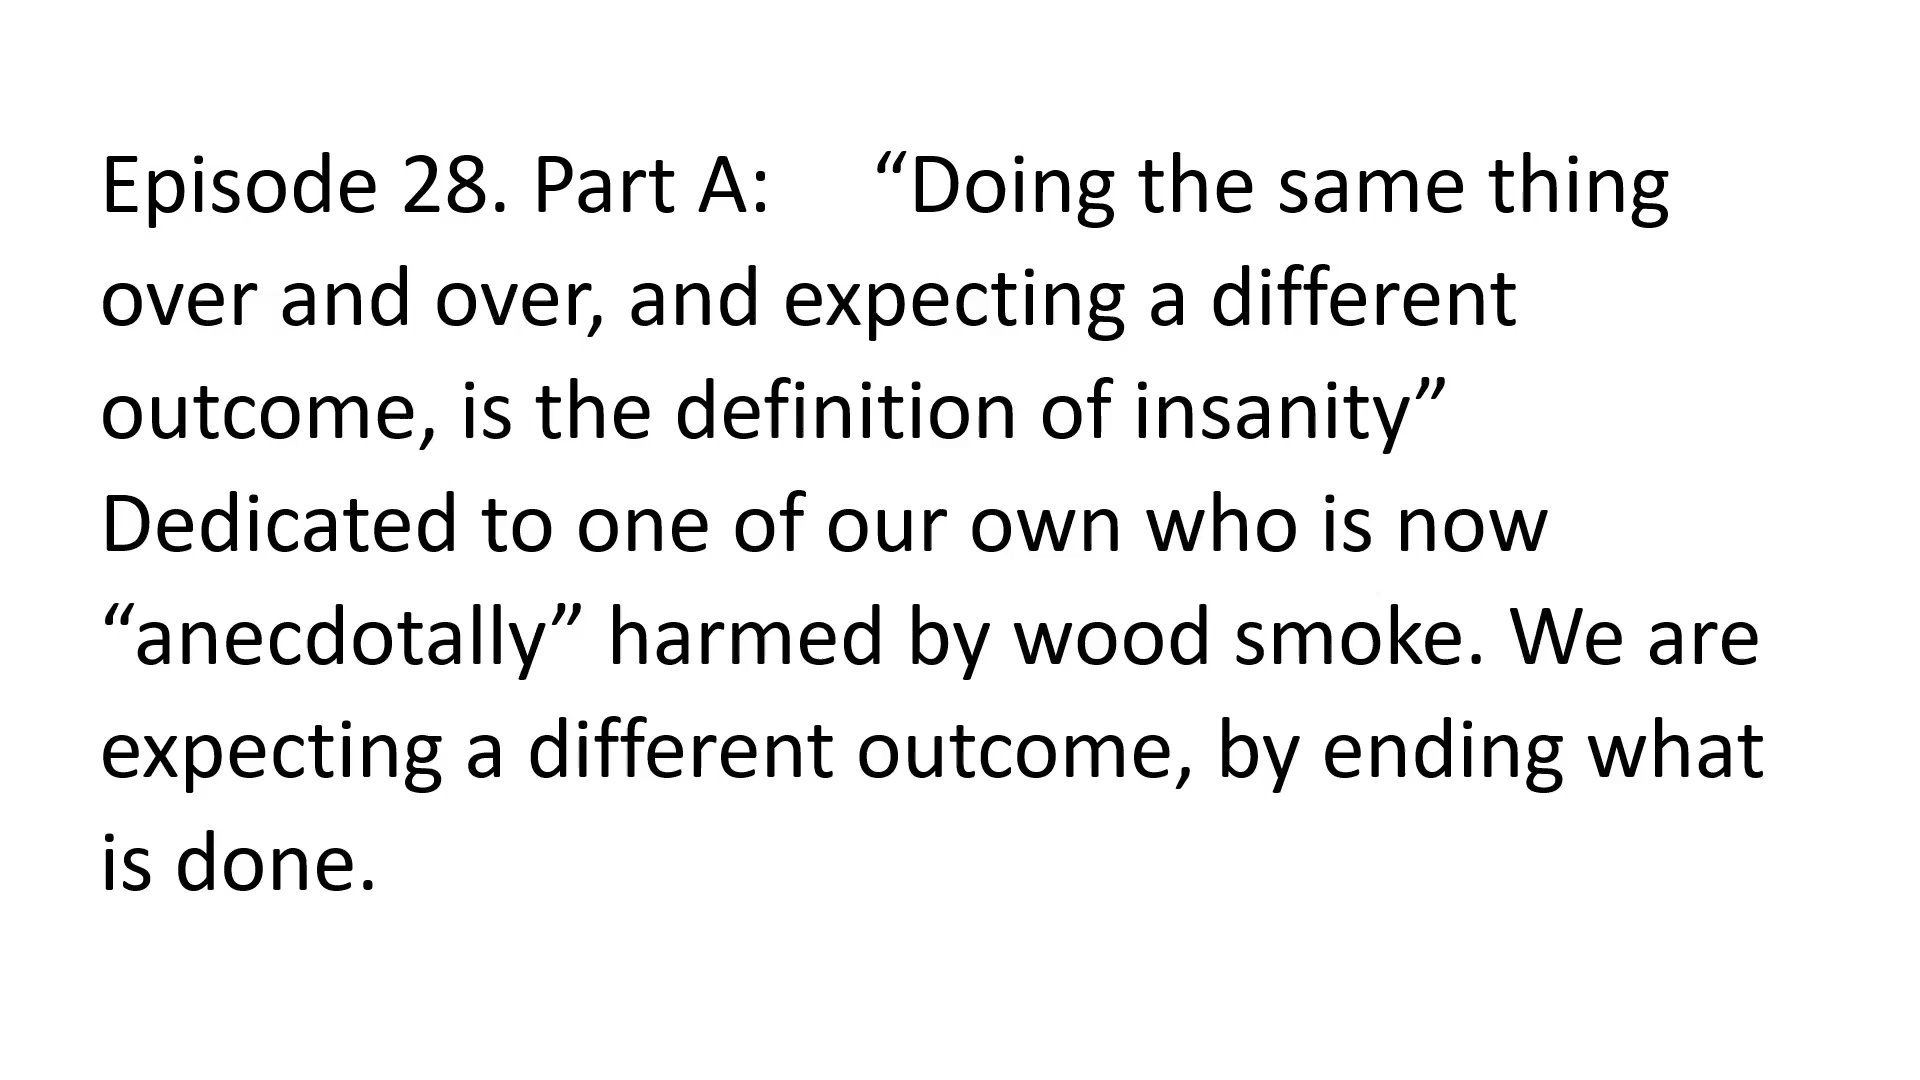 Episode 28. Part A: “Doing the same thing
over and over, and expecting a different
outcome, is the definition of insanity”
Dedicated to one of our own who is now
“anecdotally” harmed by wood smoke. We are
expecting a different outcome, by ending what
is done.